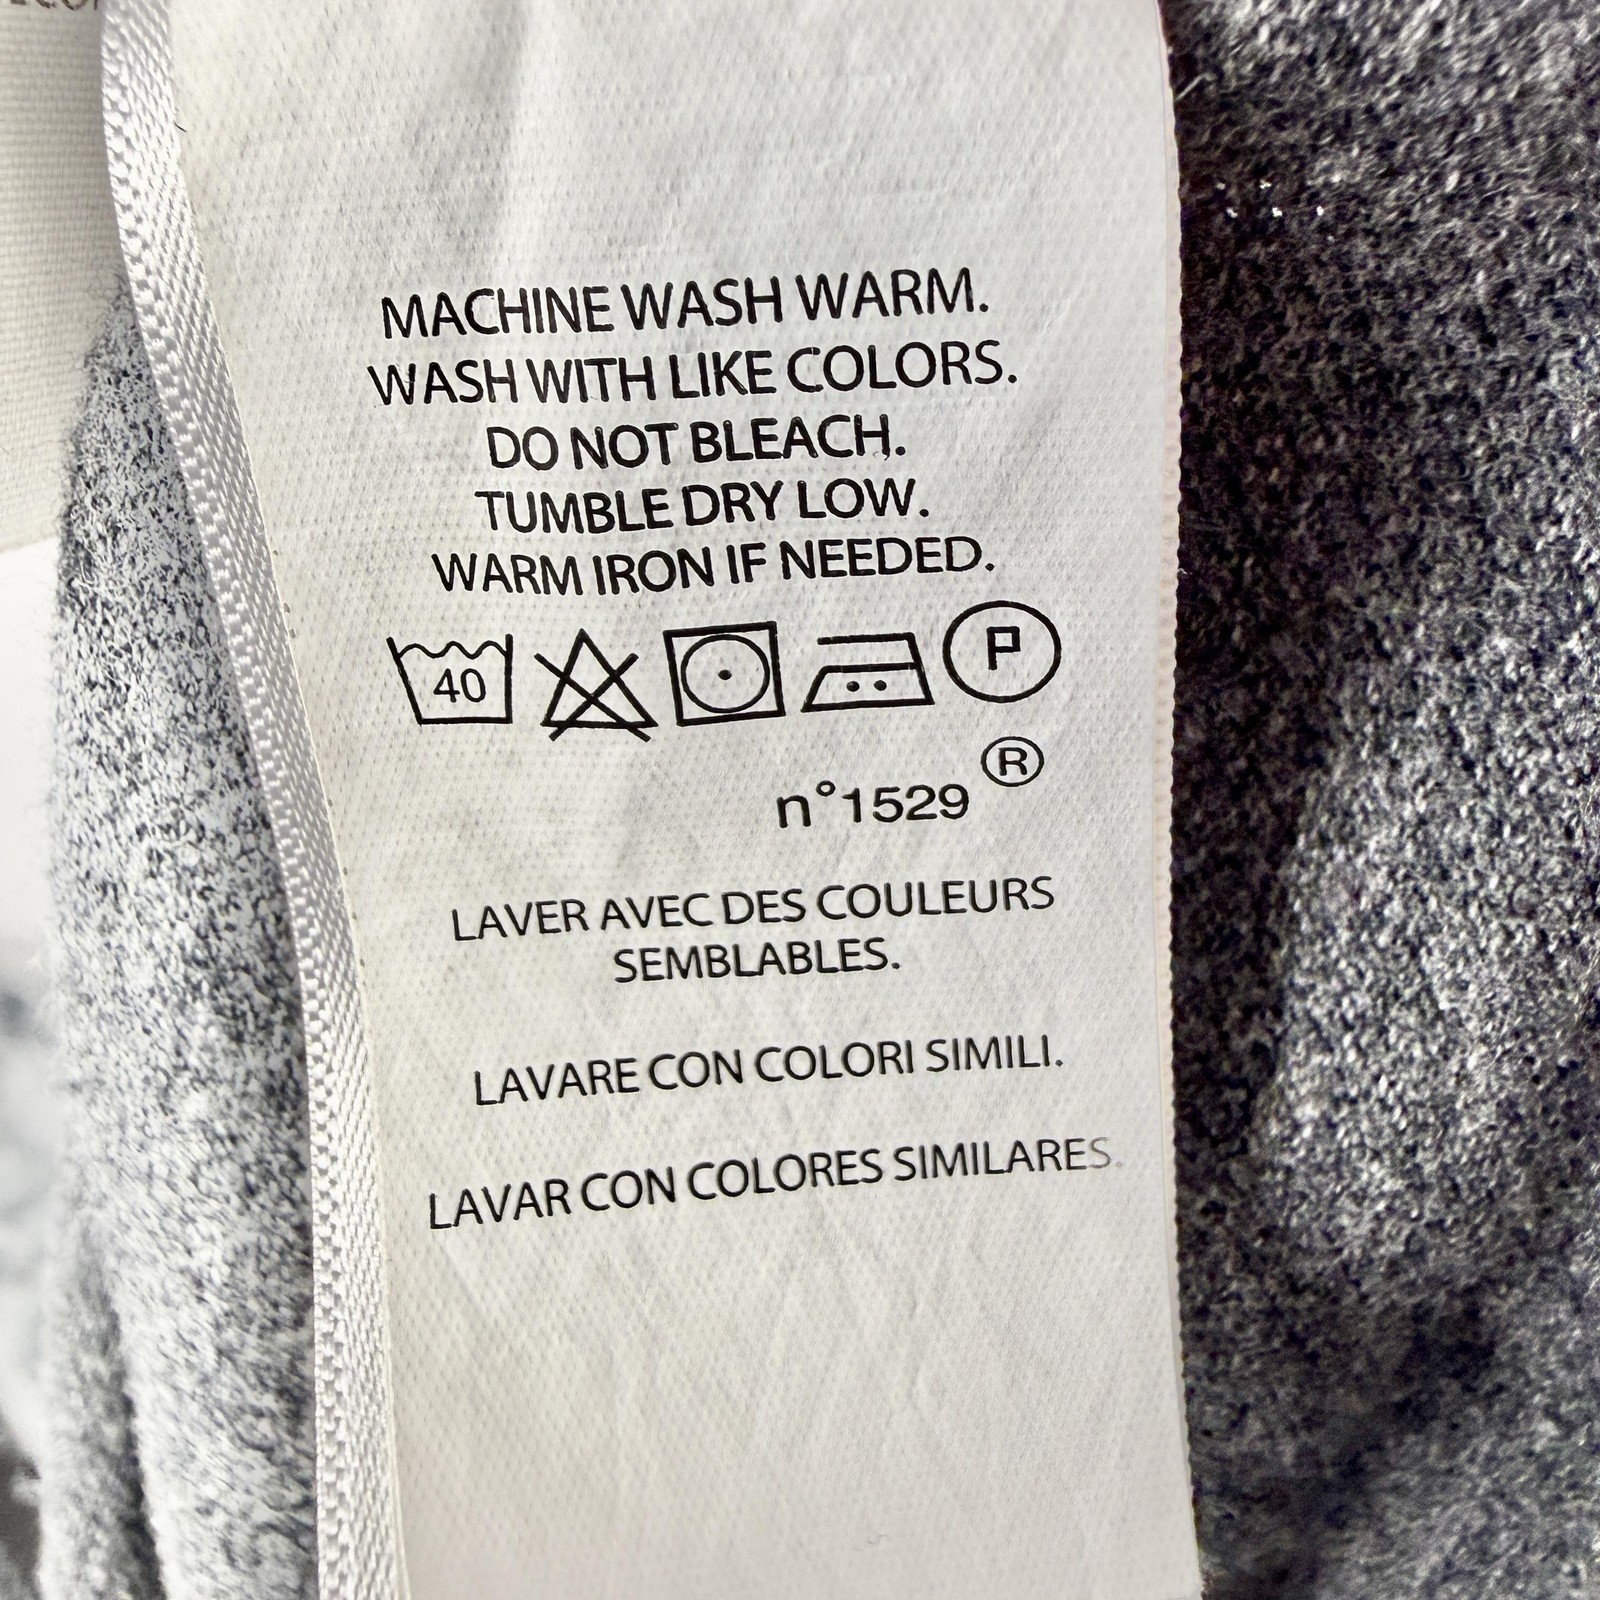 MACHINE WASH WARM.
WASH WITH LIKE COLORS.
DO NOT BLEACH.
TUMBLE DRY LOW.
WARM IRON IF NEEDED.
40 P
n°1529 ®
LAVER AVEC DES COULEURS
SEMBLABLES.
LAVARE CON COLORI SIMILI.
LAVAR CON COLORES SIMILARES.